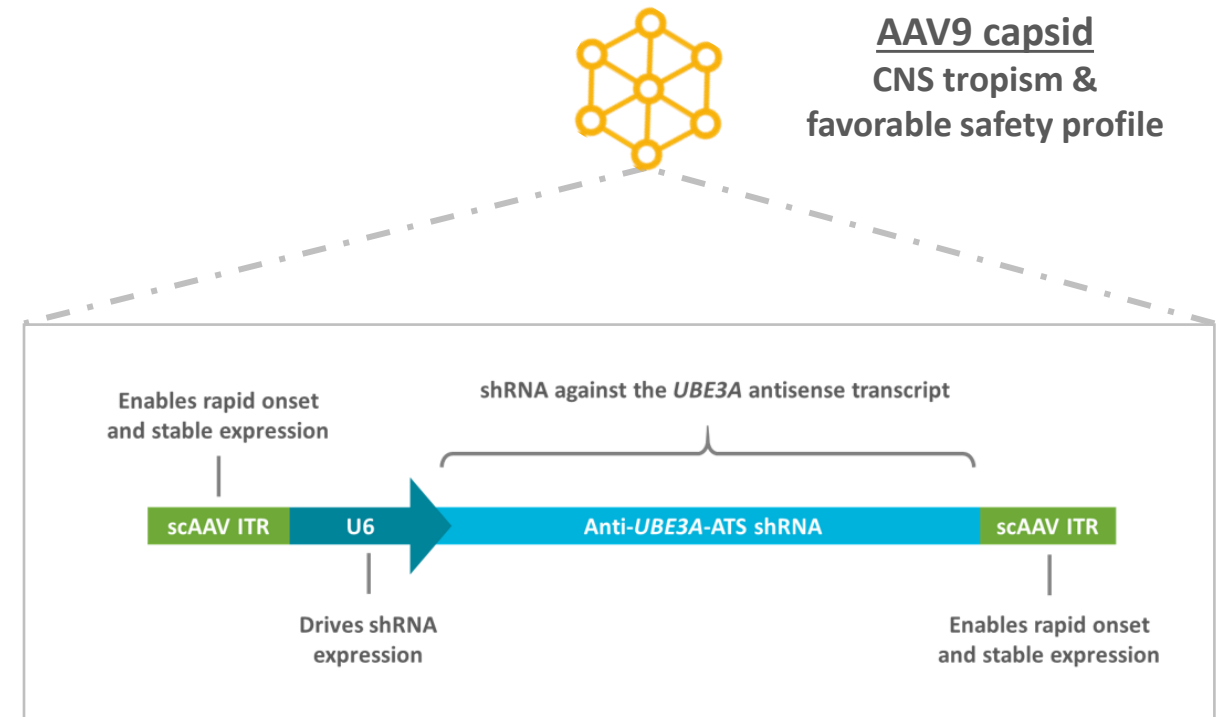 AAV9 capsid
CNS tropism &
favorable safety profile
Enables rapid onset
and stable expression
shRNA against the UBE3A antisense transcript
scAAV ITR
U6
Anti-UBE3A-ATS shRNA
scAAV ITR
Drives shRNA
expression
Enables rapid onset
and stable expression